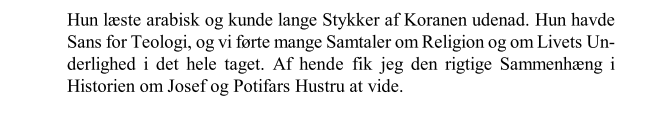 Hun læste arabisk og kunde lange Stykker af Koranen udenad. Hun havde
Sans for Teologi, og vi førte mange Samtaler om Religion og om Livets Un-
derlighed i det hele taget. Af hende fik jeg den rigtige Sammenhæng i
Historien om Josef og Potifars Hustru at vide.